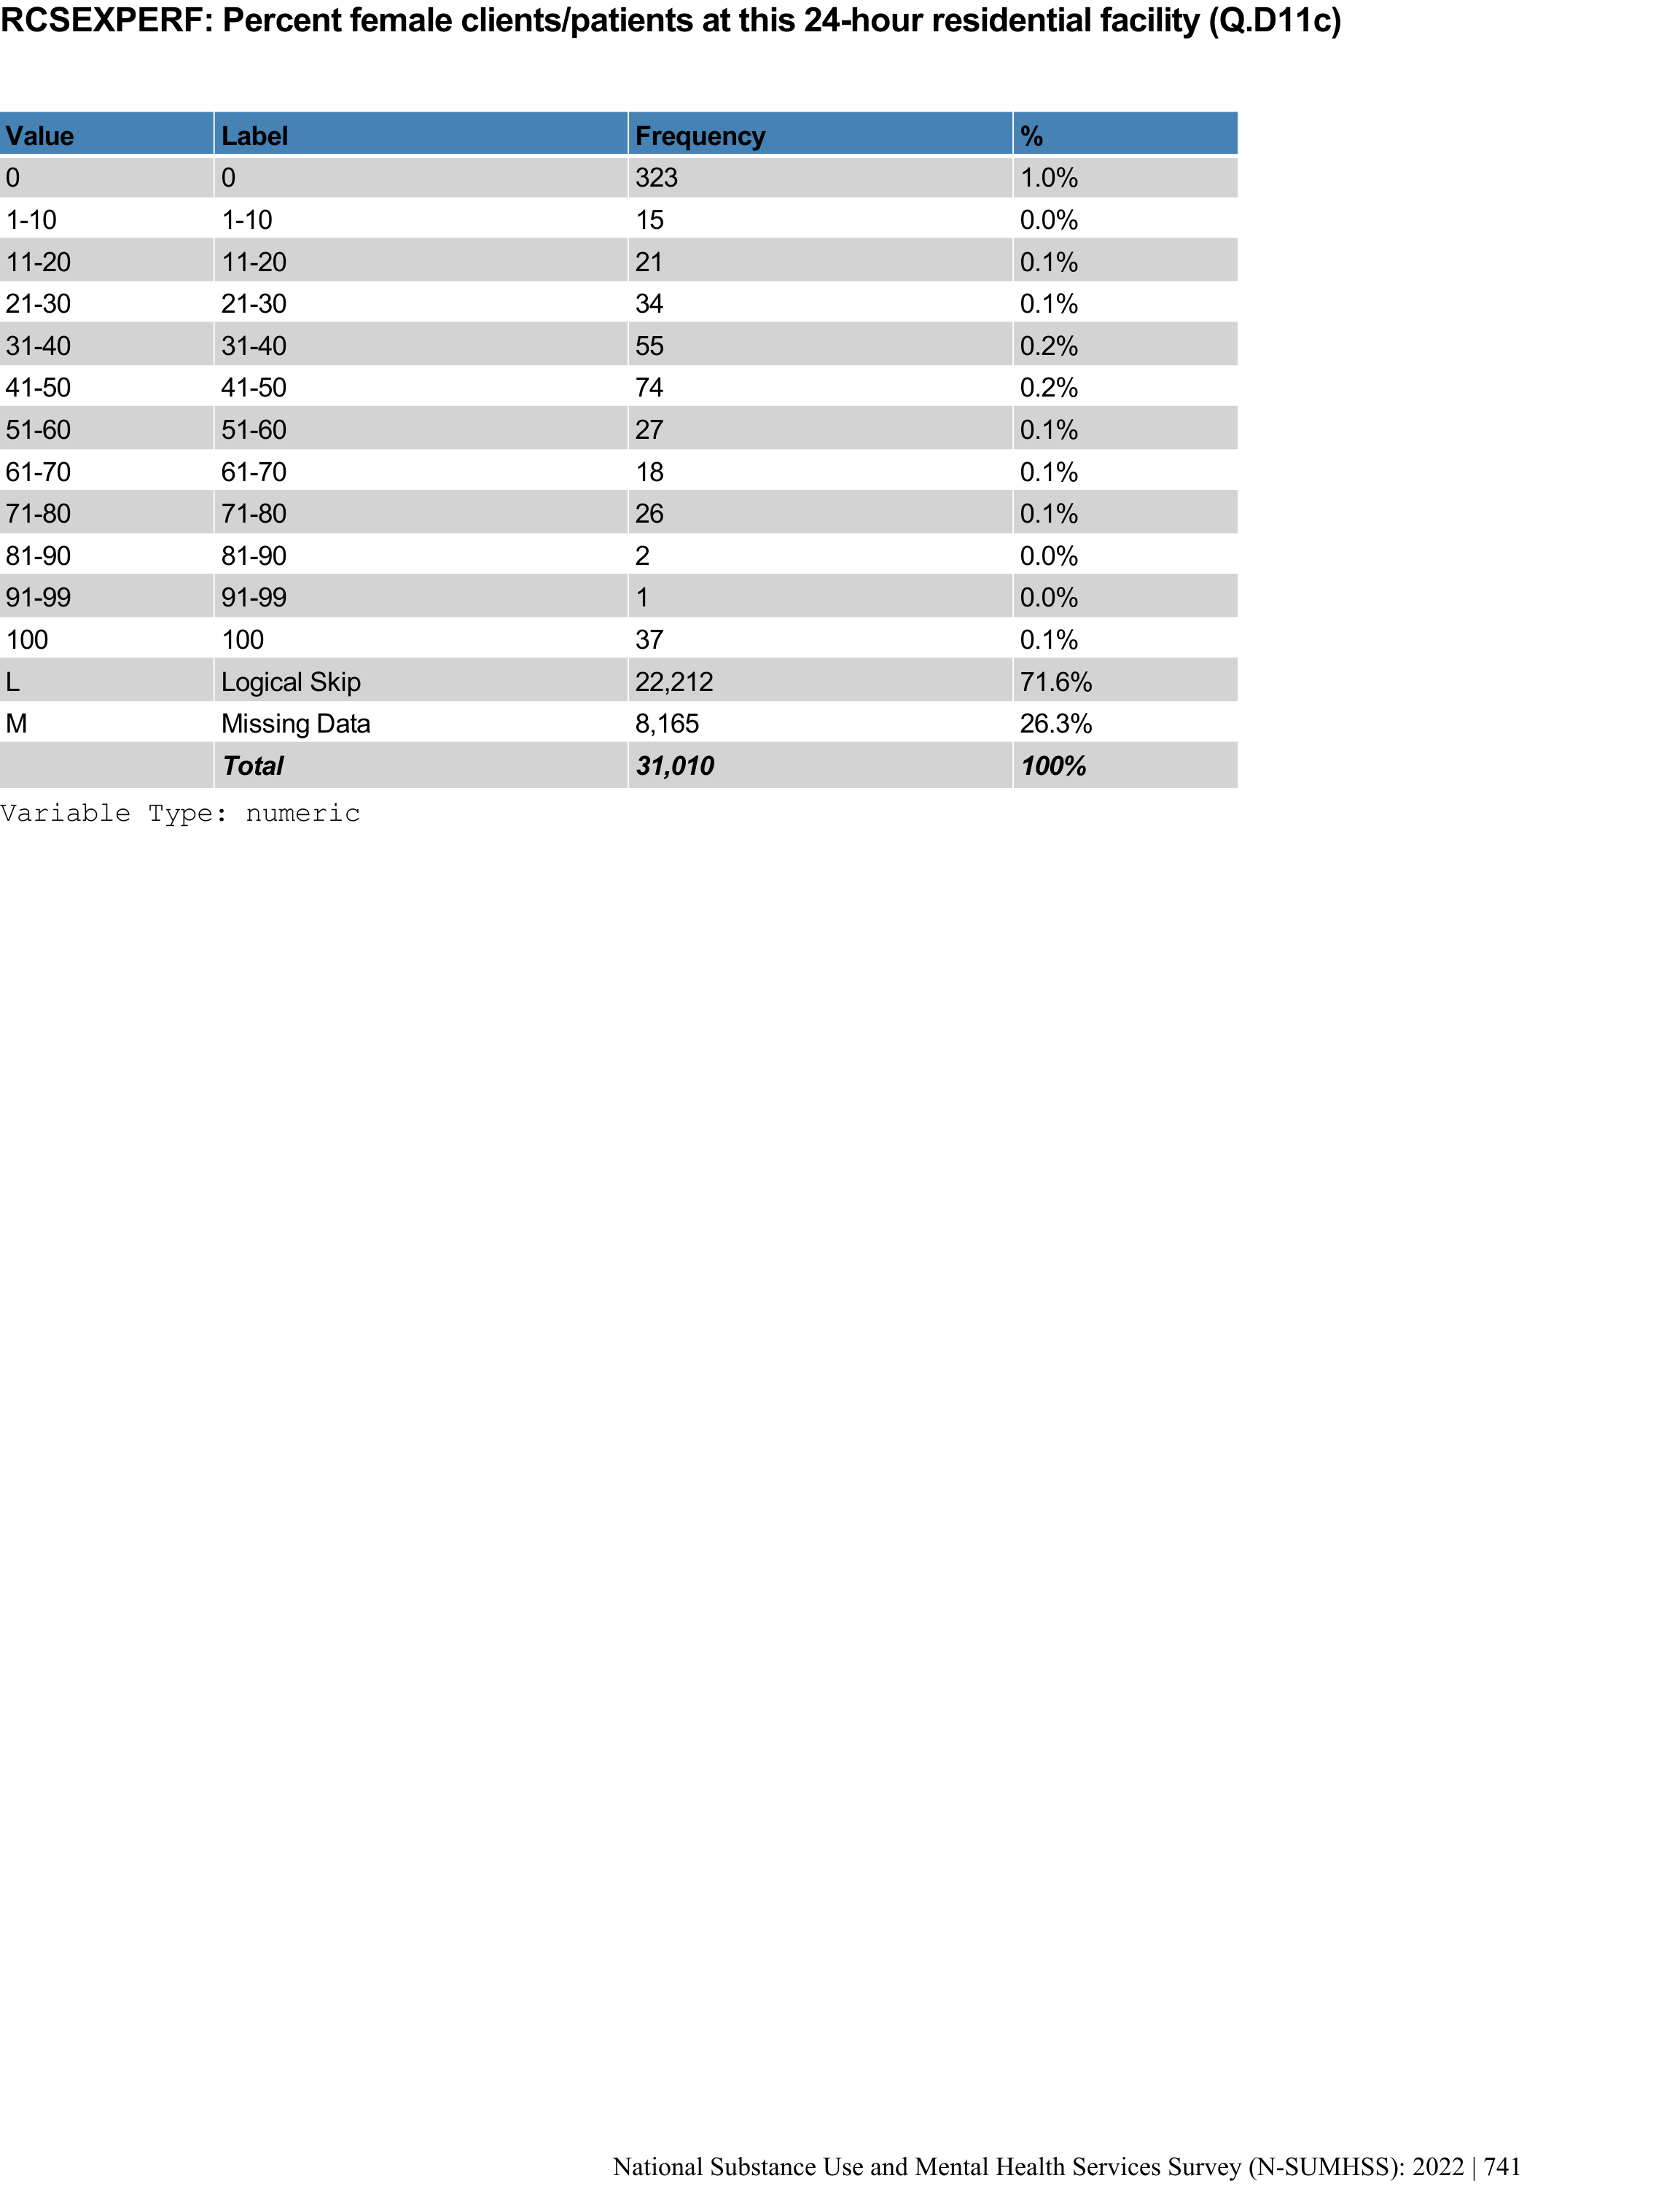 RCSEXPERF: Percent female clients/patients at this 24-hour residential facility (Q.D11c)
Value Label Frequency %
0 0 323 1.0%
1-10 1-10 15 0.0%
11-20 11-20 21 0.1%
21-30 21-30 34 0.1%
31-40 31-40 55 0.2%
41-50 41-50 74 0.2%
51-60 51-60 27 0.1%
61-70 61-70 18 0.1%
71-80 71-80 26 0.1%
81-90 81-90 2 0.0%
91-99 91-99 1 0.0%
100 100 37 0.1%
L Logical Skip 22,212 71.6%
M Missing Data 8,165 26.3%
Total 31,010 100%
Variable Type: numeric
National Substance Use and Mental Health Services Survey (N-SUMHSS): 2022 | 741